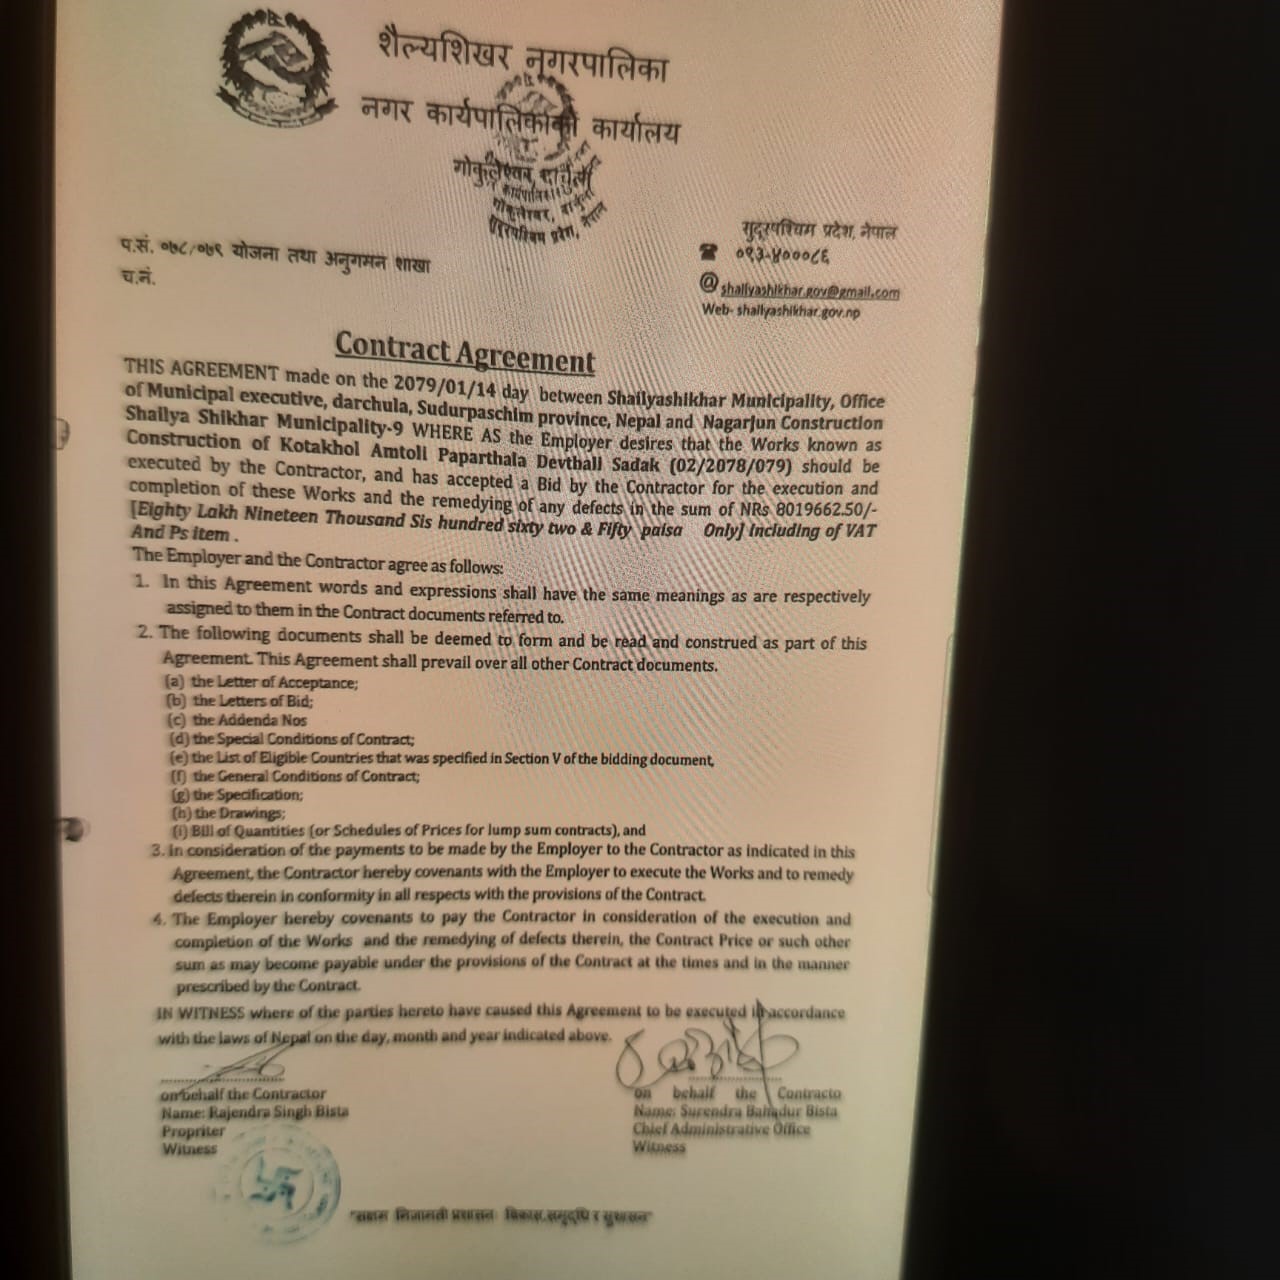 शैल्यशिखर नगरपालिका
नगर कार्यपालिकाको कार्यालय
गोकुलेश्वर, दार्चुला
कार्यपालिका
गोकुलेश्वर, दार्चुला
सुदूरपश्चिम प्रदेश, नेपाल
सुदूरपश्चिम प्रदेश, नेपाल
प.सं. ०७८/०७९ योजना तथा अनुगमन शाखा
०९३-४०००८६
च.नं.
@ shailyashikhar.gov@gmail.com
Web- shailyashikhar.gov.np
Contract Agreement
THIS AGREEMENT made on the 2079/01/14 day between Shailyashikhar Municipality, Office
of Municipal executive, darchula, Sudurpaschim province, Nepal and Nagarjun Construction
Shailya Shikhar Municipality-9 WHERE AS the Employer desires that the Works known as
Construction of Kotakhol Amtoli Paparthala Devthali Sadak (02/2078/079) should be
executed by the Contractor, and has accepted a Bid by the Contractor for the execution and
completion of these Works and the remedying of any defects in the sum of NRs 8019662.50/-
[Eighty Lakh Nineteen Thousand Sis hundred sixty two & Fifty paisa Only] including of VAT
And Ps item .
The Employer and the Contractor agree as follows:
1. In this Agreement words and expressions shall have the same meanings as are respectively
assigned to them in the Contract documents referred to.
2. The following documents shall be deemed to form and be read and construed as part of this
Agreement. This Agreement shall prevail over all other Contract documents.
(a) the Letter of Acceptance;
(b) the Letters of Bid;
(c) the Addenda Nos
(d) the Special Conditions of Contract;
(e) the List of Eligible Countries that was specified in Section V of the bidding document,
(f) the General Conditions of Contract;
(g) the Specification;
(h) the Drawings;
(i) Bill of Quantities (or Schedules of Prices for lump sum contracts), and
3. In consideration of the payments to be made by the Employer to the Contractor as indicated in this
Agreement, the Contractor hereby covenants with the Employer to execute the Works and to remedy
defects therein in conformity in all respects with the provisions of the Contract.
4. The Employer hereby covenants to pay the Contractor in consideration of the execution and
completion of the Works and the remedying of defects therein, the Contract Price or such other
sum as may become payable under the provisions of the Contract at the times and in the manner
prescribed by the Contract.
IN WITNESS where of the parties hereto have caused this Agreement to be executed in accordance
with the laws of Nepal on the day, month and year indicated above.
on behalf the Contractor
Name: Rajendra Singh Bista
Propriter
Witness
on behalf the Contracto
Name: Surendra Bahadur Bista
Chief Administrative Office
Witness
"सक्षम निजामती प्रशासनः विकास, समृद्धि र सुशासन"